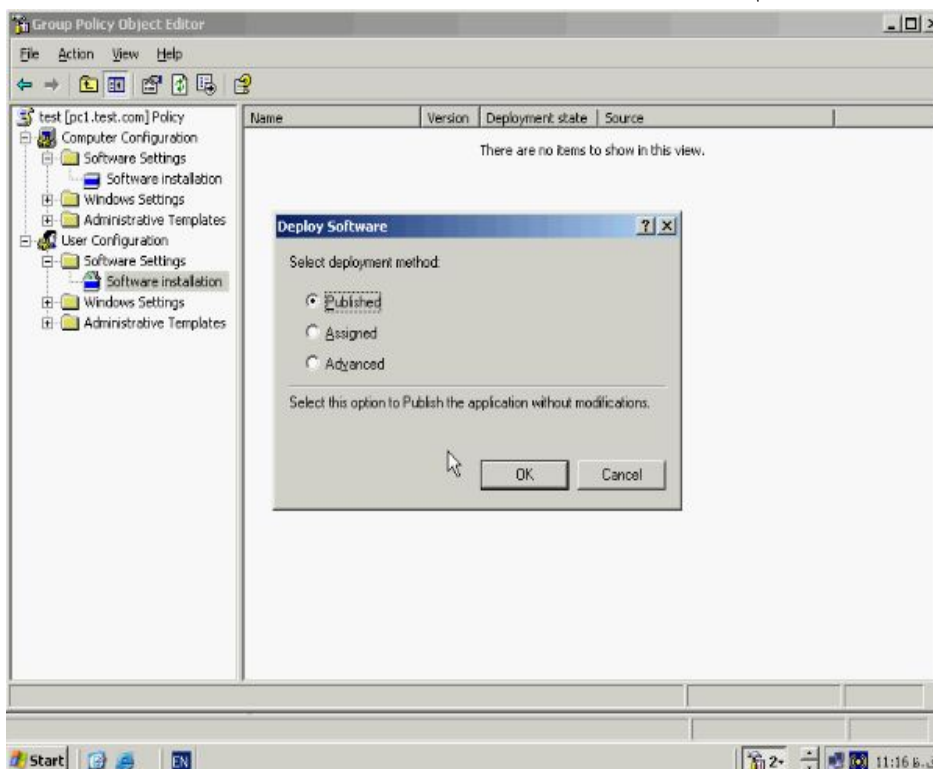 Group Policy Object Editor
File Action View Help
test [pc1.test.com] Policy
Computer Configuration
Software Settings
Software installation
Windows Settings
Administrative Templates
User Configuration
Software Settings
Software installation
Windows Settings
Administrative Templates
Name Version Deployment state Source
There are no items to show in this view.
Deploy Software
Select deployment method:
Published
Assigned
Advanced
Select this option to Publish the application without modifications.
OK Cancel
Start EN 2 11:16